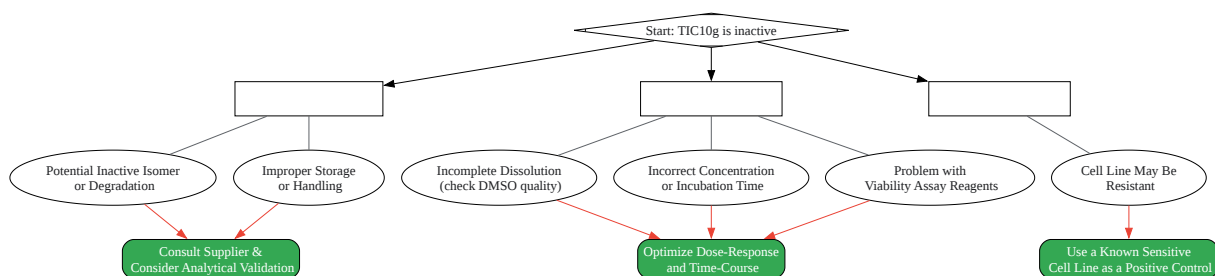 Start: TIC10g is inactive
Potential Inactive Isomer
or Degradation
Improper Storage
or Handling
Incomplete Dissolution
(check DMSO quality)
Incorrect Concentration
or Incubation Time
Problem with
Viability Assay Reagents
Cell Line May Be
Resistant
Consult Supplier &
Consider Analytical Validation
Optimize Dose-Response
and Time-Course
Use a Known Sensitive
Cell Line as a Positive Control